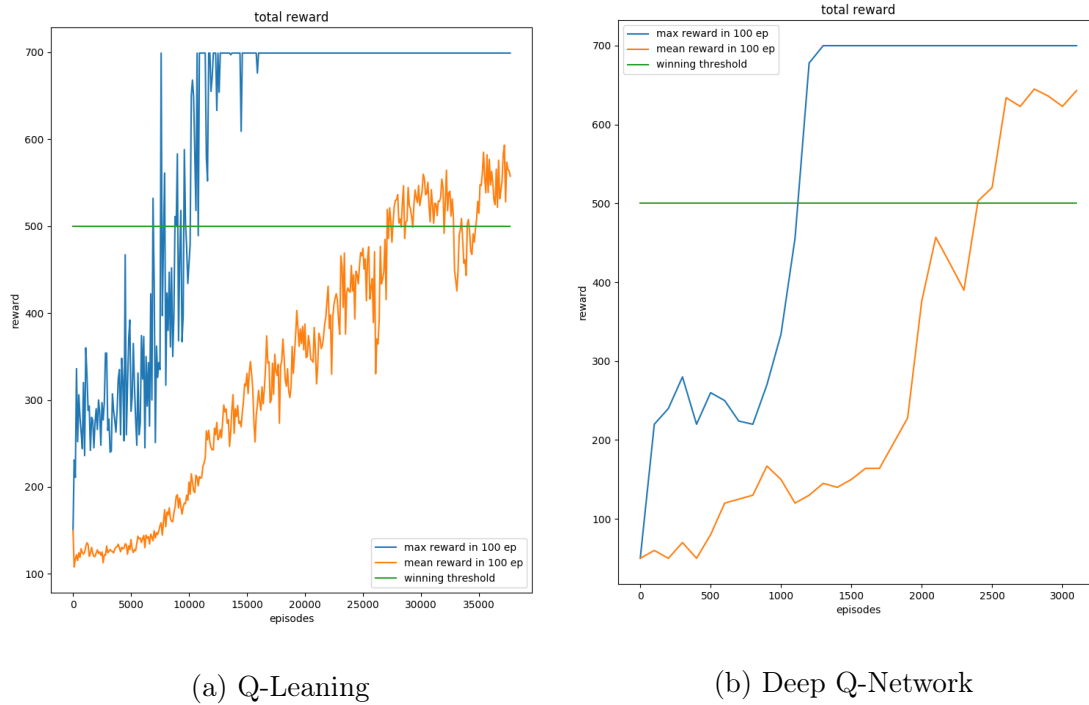 total reward
700
600
500
400
300
200
100
reward
max reward in 100 ep
mean reward in 100 ep
winning threshold
0
5000
10000
15000
20000
25000
30000
35000
episodes
(a) Q-Leaning
total reward
max reward in 100 ep
mean reward in 100 ep
winning threshold
700
600
500
400
300
200
100
reward
0
500
1000
1500
2000
2500
3000
episodes
(b) Deep Q-Network